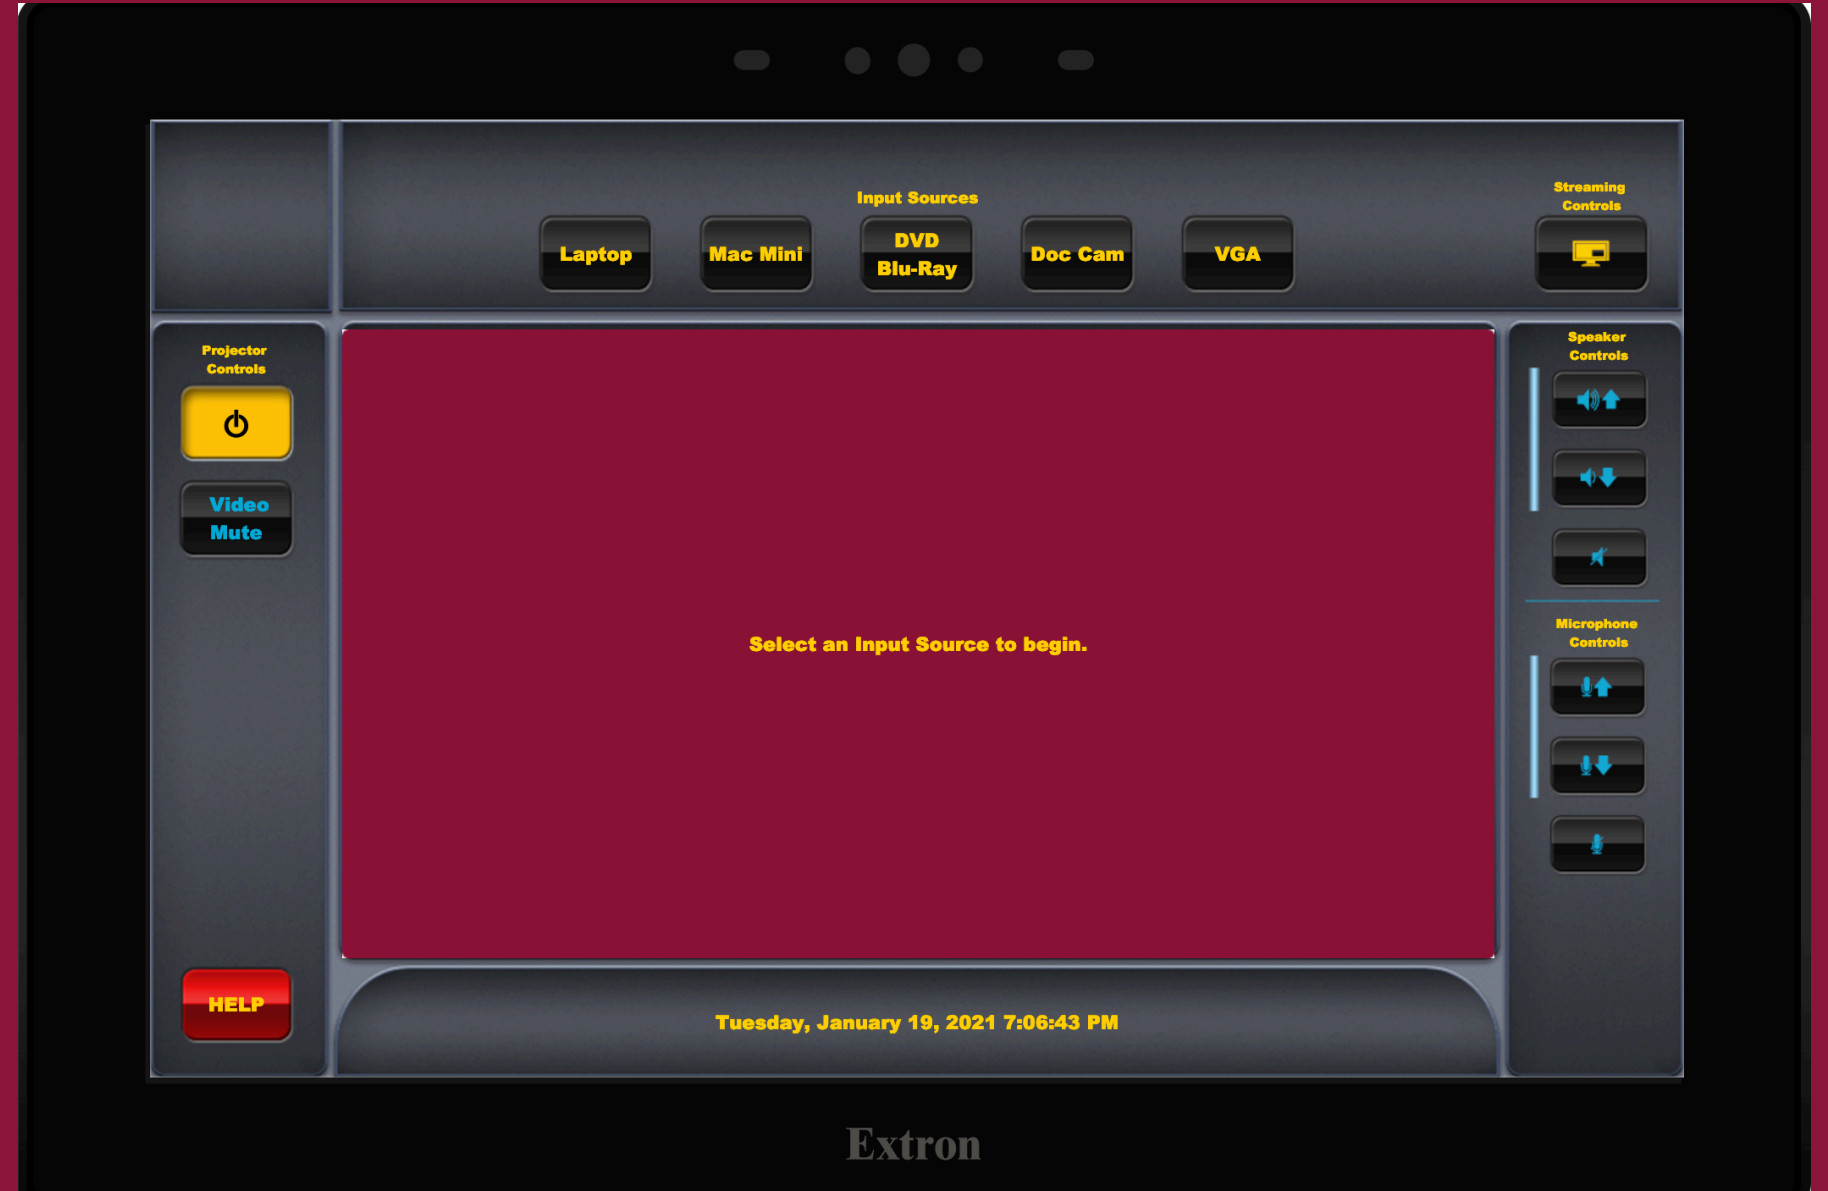 Input Sources
Streaming
Controls
Laptop
Mac Mini
DVD
Blu-Ray
Doc Cam
VGA
Projector
Controls
Video
Mute
HELP
Select an Input Source to begin.
Speaker
Controls
Microphone
Controls
Tuesday, January 19, 2021 7:06:43 PM
Extron